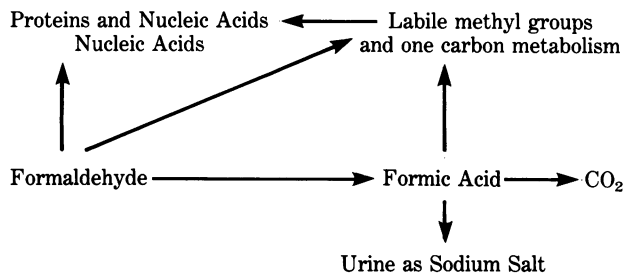 Proteins and Nucleic Acids
Nucleic Acids
Labile methyl groups
and one carbon metabolism
Formaldehyde
Formic Acid
CO₂
Urine as Sodium Salt